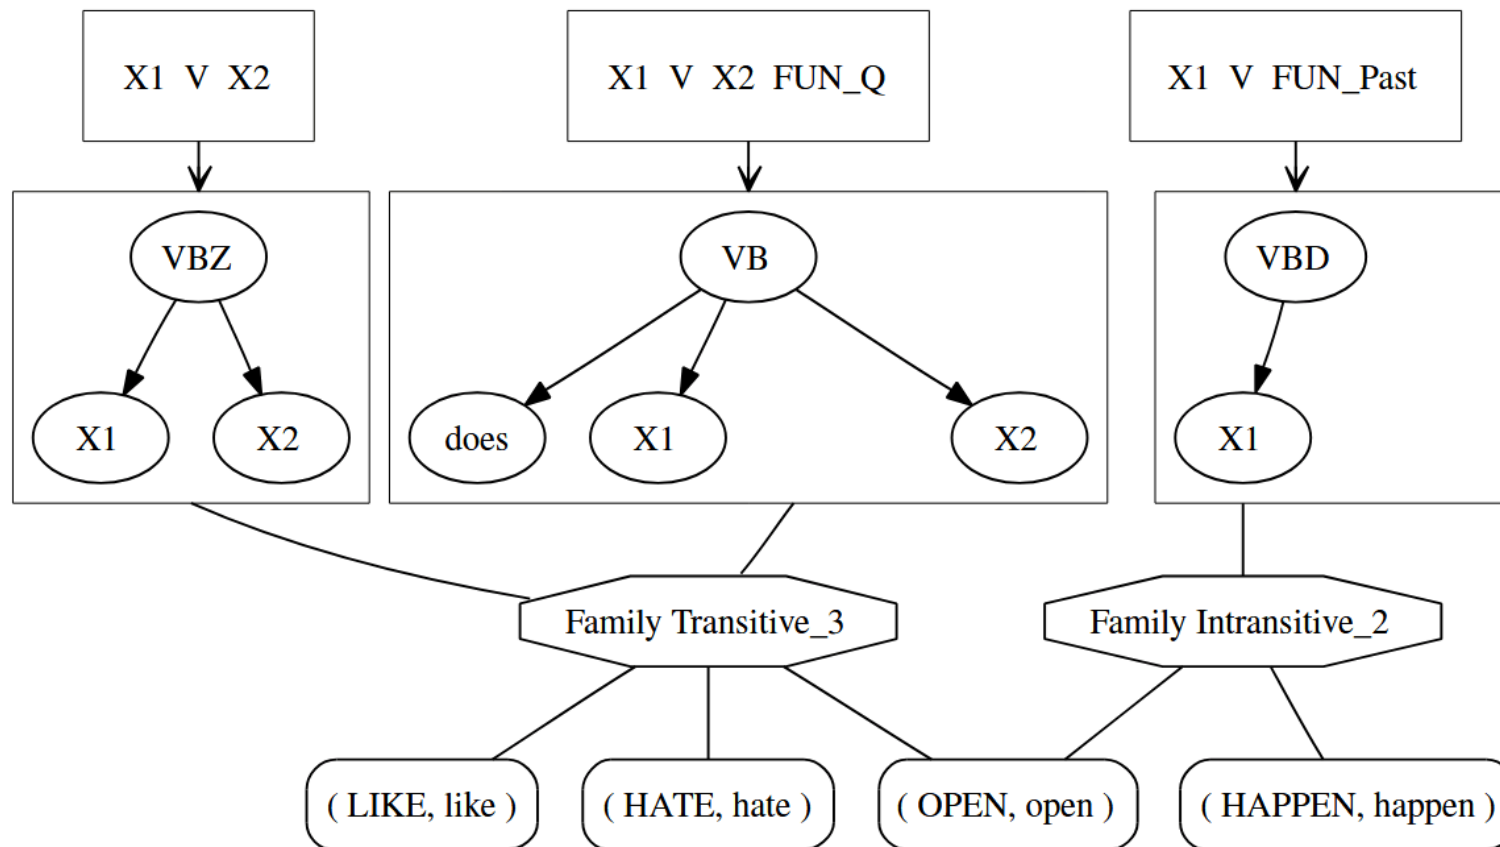 X1 V X2
X1 V X2 FUN_Q
X1 V FUN_Past
VBZ
VB
VBD
X1
X2
does
X1
X2
X1
Family Transitive_3
Family Intransitive_2
( LIKE, like )
( HATE, hate )
( OPEN, open )
( HAPPEN, happen )